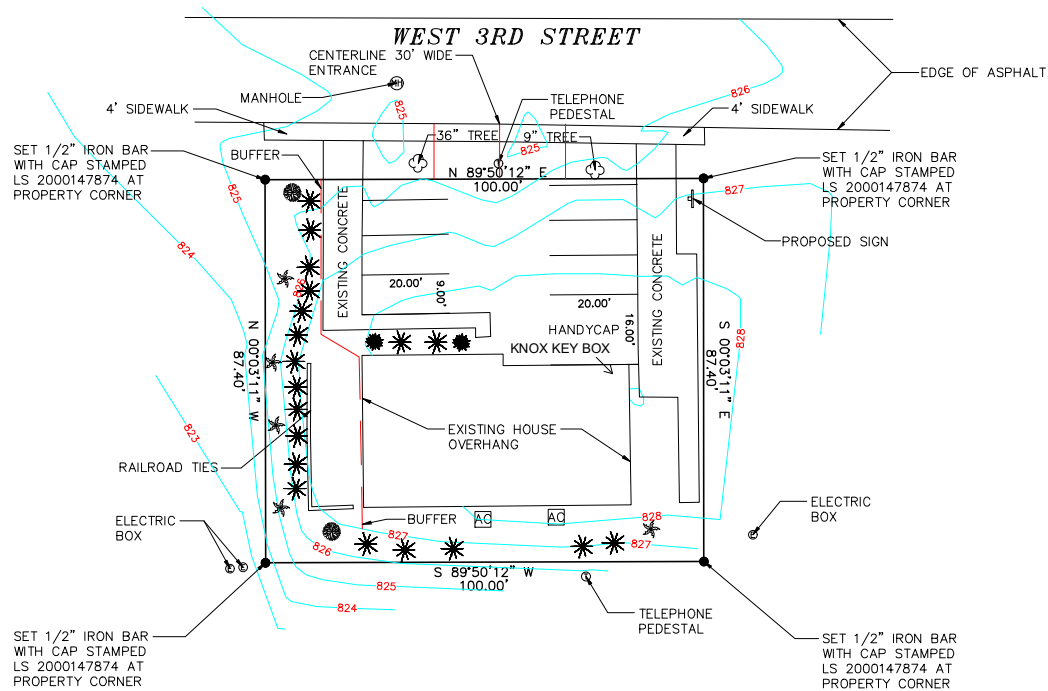 WEST 3RD STREET
CENTERLINE 30' WIDE
ENTRANCE
EDGE OF ASPHALT
826
MANHOLE
4' SIDEWALK
825
TELEPHONE
PEDESTAL
4' SIDEWALK
36" TREE
9" TREE
825
SET 1/2" IRON BAR
WITH CAP STAMPED
LS 2000147874 AT
PROPERTY CORNER
BUFFER
N 89°50'12" E
100.00'
SET 1/2" IRON BAR
WITH CAP STAMPED
LS 2000147874 AT
PROPERTY CORNER
825
827
824
EXISTING CONCRETE
PROPOSED SIGN
826
20.00'
9.00'
20.00'
16.00'
EXISTING CONCRETE
HANDYCAP
KNOX KEY BOX
828
N 00°03'11" W
87.40'
S 00°03'11" E
87.40'
823
EXISTING HOUSE
OVERHANG
RAILROAD TIES
ELECTRIC
BOX
BUFFER
AC
AC
828
ELECTRIC
BOX
827
827
826
S 89°50'12" W
100.00'
825
824
TELEPHONE
PEDESTAL
SET 1/2" IRON BAR
WITH CAP STAMPED
LS 2000147874 AT
PROPERTY CORNER
SET 1/2" IRON BAR
WITH CAP STAMPED
LS 2000147874 AT
PROPERTY CORNER